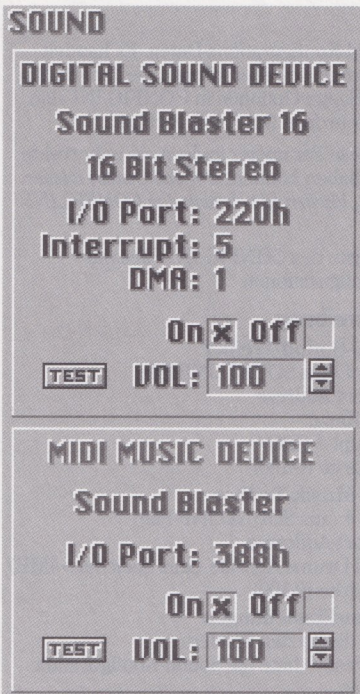 SOUND
DIGITAL SOUND DEVICE
Sound Blaster 16
16 Bit Stereo
I/O Port: 220h
Interrupt: 5
DMA: 1
On x Off
TEST VOL: 100
MIDI MUSIC DEVICE
Sound Blaster
I/O Port: 388h
On x Off
TEST VOL: 100